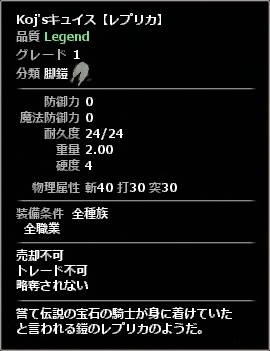 Koj'sキュイス【レプリカ】
品質 Legend
グレード 1
分類 脚鎧
防御力 0
魔法防御力 0
耐久度 24/24
重量 2.00
硬度 4
物理属性 斬40 打30 突30
装備条件 全種族
全職業
売却不可
トレード不可
略奪されない
嘗て伝説の宝石の騎士が身に着けていた
と言われる鎧のレプリカのようだ。